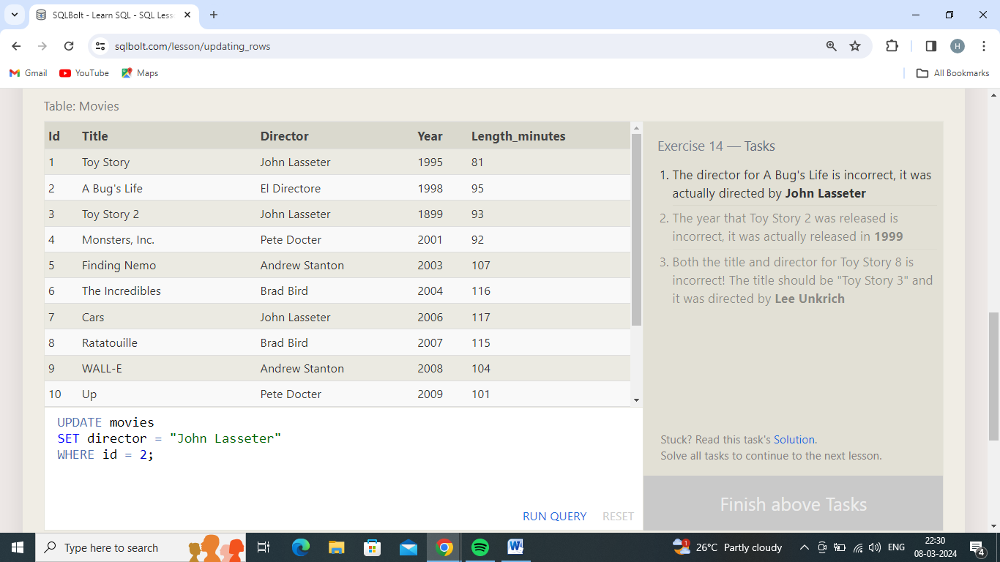 SQLBolt - Learn SQL - SQL Less
sqlbolt.com/lesson/updating_rows
H
Gmail YouTube Maps All Bookmarks
Table: Movies
Id Title Director Year Length_minutes
1 Toy Story John Lasseter 1995 81
2 A Bug's Life El Directore 1998 95
3 Toy Story 2 John Lasseter 1899 93
4 Monsters, Inc. Pete Docter 2001 92
5 Finding Nemo Andrew Stanton 2003 107
6 The Incredibles Brad Bird 2004 116
7 Cars John Lasseter 2006 117
8 Ratatouille Brad Bird 2007 115
9 WALL-E Andrew Stanton 2008 104
10 Up Pete Docter 2009 101
UPDATE movies
SET director = "John Lasseter"
WHERE id = 2;
RUN QUERY RESET
Exercise 14 — Tasks
1. The director for A Bug's Life is incorrect, it was
actually directed by John Lasseter
2. The year that Toy Story 2 was released is
incorrect, it was actually released in 1999
3. Both the title and director for Toy Story 8 is
incorrect! The title should be "Toy Story 3" and
it was directed by Lee Unkrich
Stuck? Read this task's Solution.
Solve all tasks to continue to the next lesson.
Finish above Tasks
Type here to search
1
26°C Partly cloudy
ENG
22:30
08-03-2024
4